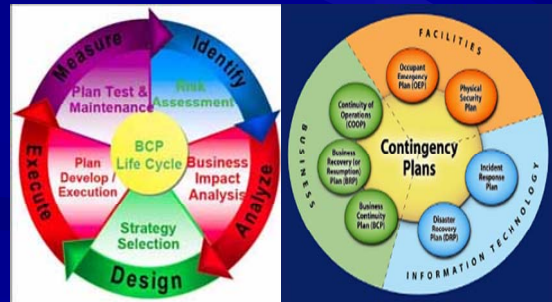 Measure
Identify
Plan Test &
Maintenance
Risk
Assessment
BCP
Life Cycle
Execute
Plan
Develop /
Execution
Business
Impact
Analysis
Analyze
Strategy
Selection
Design
FACILITIES
Occupant
Emergency
Plan (OEP)
Physical
Security
Plan
Continuity of
Operations
(COOP)
Contingency
Plans
BUSINESS
Business
Recovery (or
Resumption)
Plan (BRP)
Incident
Response
Plan
Business
Continuity
Plan (BCP)
Disaster
Recovery
Plan (DRP)
INFORMATION TECHNOLOGY